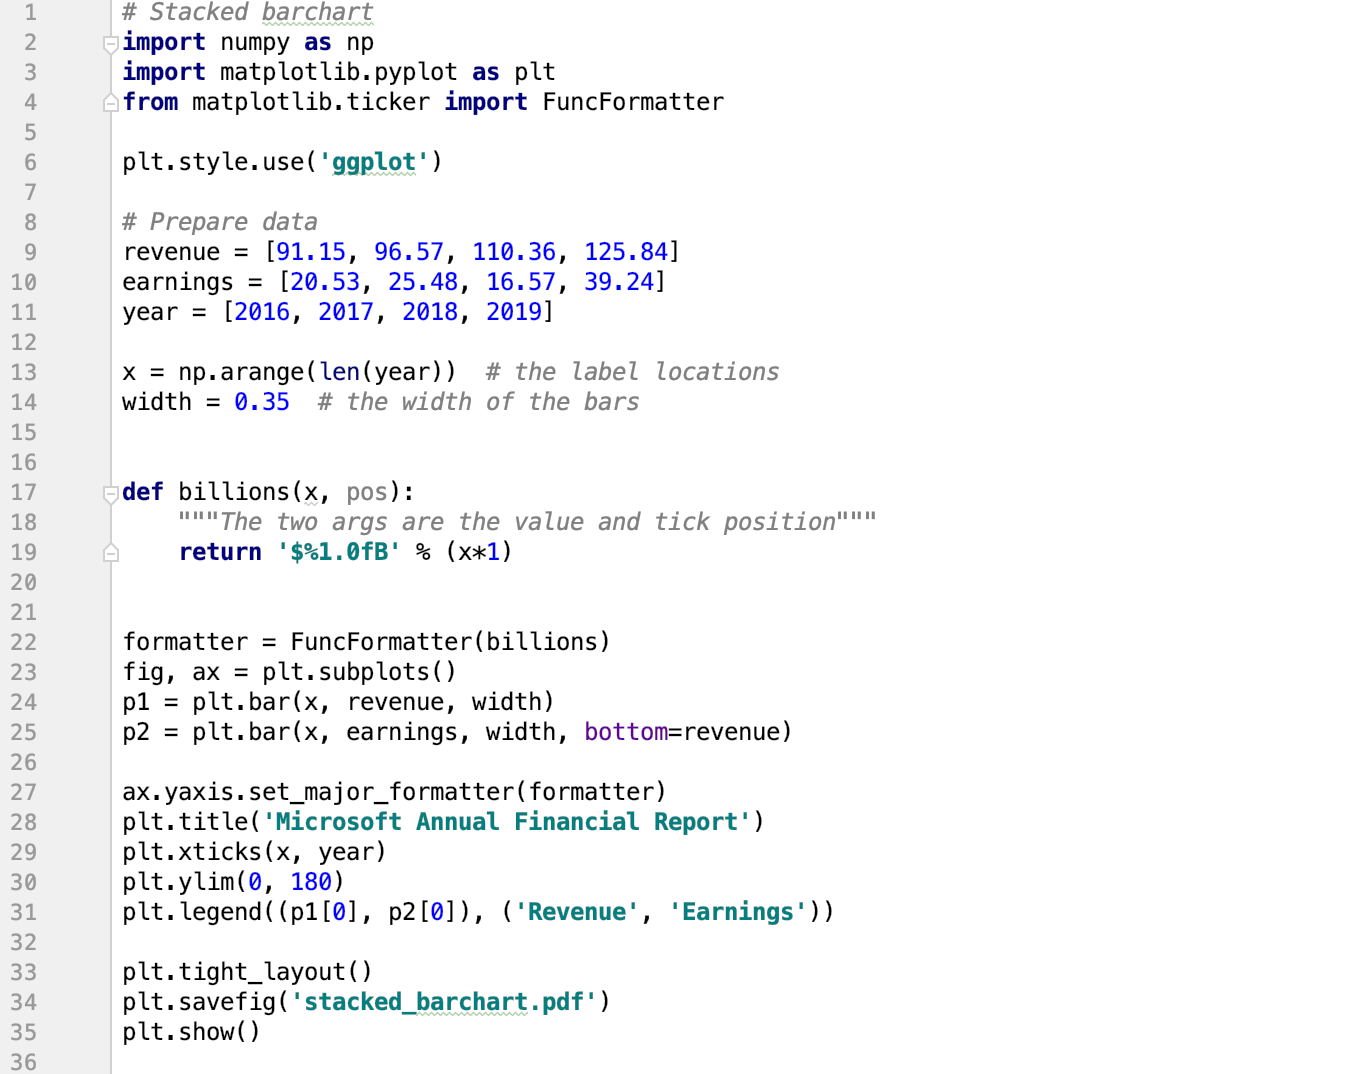 1 # Stacked barchart
2 import numpy as np
3 import matplotlib.pyplot as plt
4 from matplotlib.ticker import FuncFormatter
5
6 plt.style.use('ggplot')
7
8 # Prepare data
9 revenue = [91.15, 96.57, 110.36, 125.84]
10 earnings = [20.53, 25.48, 16.57, 39.24]
11 year = [2016, 2017, 2018, 2019]
12
13 x = np.arange(len(year))  # the label locations
14 width = 0.35  # the width of the bars
15
16
17 def billions(x, pos):
18     """The two args are the value and tick position"""
19     return '$%1.0fB' % (x*1)
20
21
22 formatter = FuncFormatter(billions)
23 fig, ax = plt.subplots()
24 p1 = plt.bar(x, revenue, width)
25 p2 = plt.bar(x, earnings, width, bottom=revenue)
26
27 ax.yaxis.set_major_formatter(formatter)
28 plt.title('Microsoft Annual Financial Report')
29 plt.xticks(x, year)
30 plt.ylim(0, 180)
31 plt.legend((p1[0], p2[0]), ('Revenue', 'Earnings'))
32
33 plt.tight_layout()
34 plt.savefig('stacked_barchart.pdf')
35 plt.show()
36